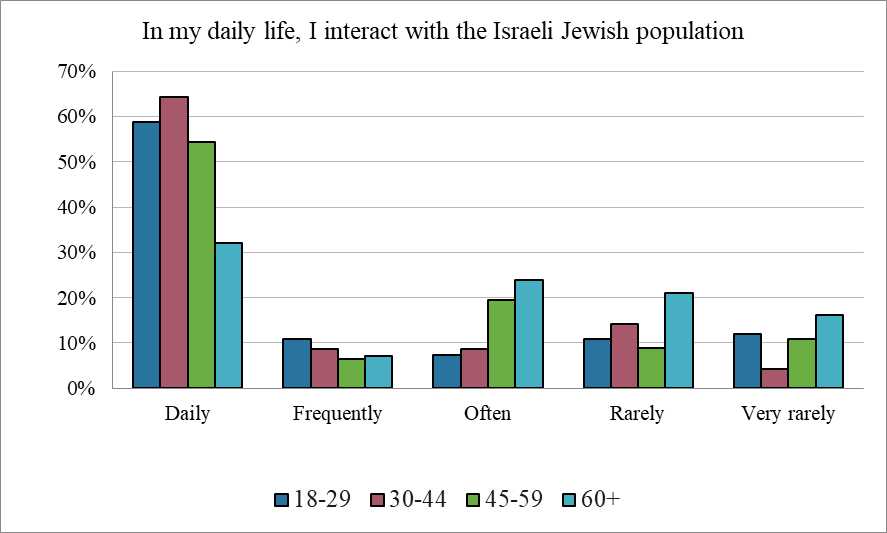 In my daily life, I interact with the Israeli Jewish population
70%
60%
50%
40%
30%
20%
10%
0%
Daily Frequently Often Rarely Very rarely
18-29 30-44 45-59 60+